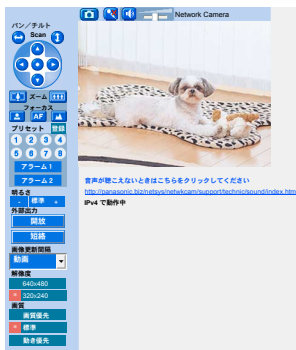 Network Camera
パン／チルト
Scan
ズーム
フォーカス
AF
プリセット 登録
1 2 3 4
5 6 7 8
アラーム 1
アラーム 2
明るさ
- 標準 +
外部出力
開放
短絡
画像更新間隔
動画
解像度
640x480
320x240
画質
画質優先
標準
動き優先
音声が聴こえないときはこちらをクリックしてください
http://panasonic.biz/netsys/netwkcam/support/technic/sound/index.htm
IPv4 で動作中